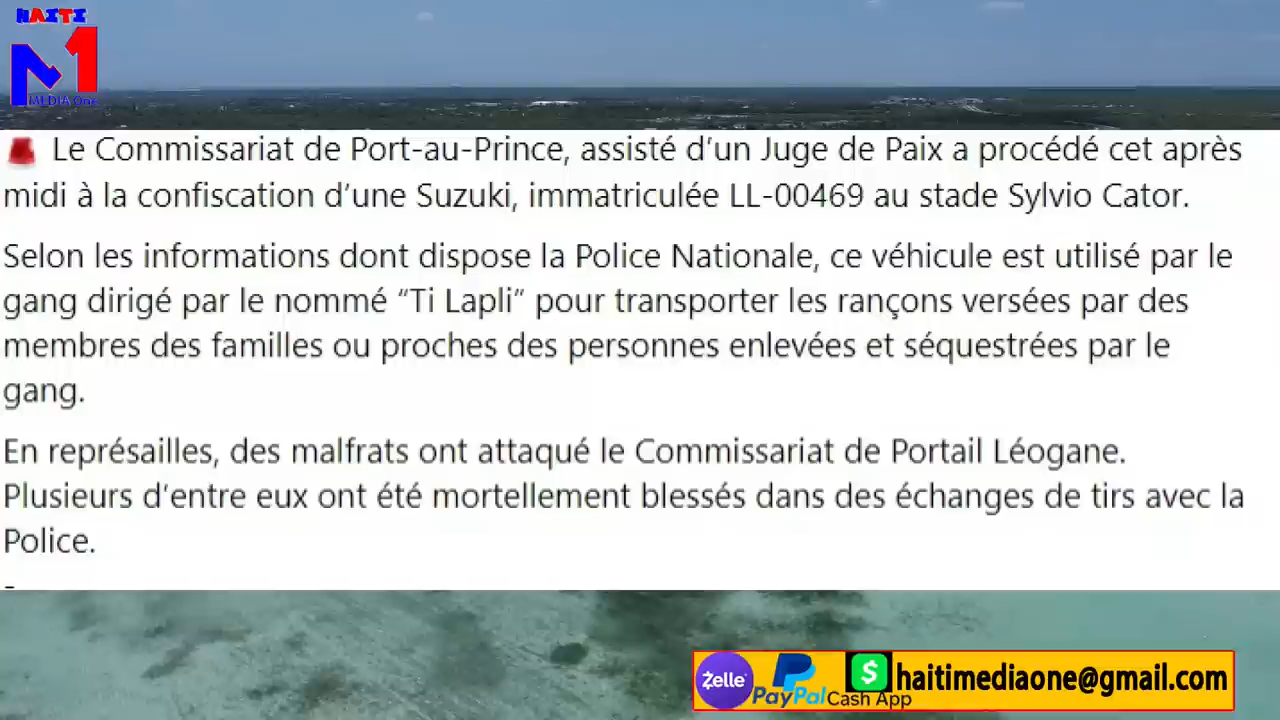 HAITI
M1
MEDIA One
Le Commissariat de Port-au-Prince, assisté d’un Juge de Paix a procédé cet après
midi à la confiscation d’une Suzuki, immatriculée LL-00469 au stade Sylvio Cator.
Selon les informations dont dispose la Police Nationale, ce véhicule est utilisé par le
gang dirigé par le nommé “Ti Lapli” pour transporter les rançons versées par des
membres des familles ou proches des personnes enlevées et séquestrées par le
gang.
En représailles, des malfrats ont attaqué le Commissariat de Portail Léogane.
Plusieurs d’entre eux ont été mortellement blessés dans des échanges de tirs avec la
Police.
-
Zelle PayPal $ Cash App haitimediaone@gmail.com